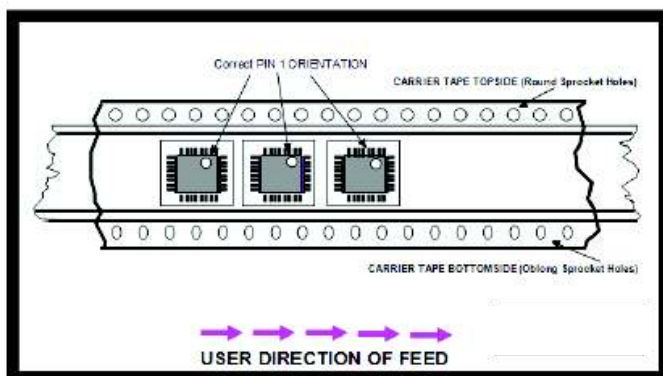 Correct PIN 1 ORIENTATION
CARRIER TAPE TOPSIDE (Round Sprocket Holes)
CARRIER TAPE BOTTOMSIDE (Oblong Sprocket Holes)
USER DIRECTION OF FEED